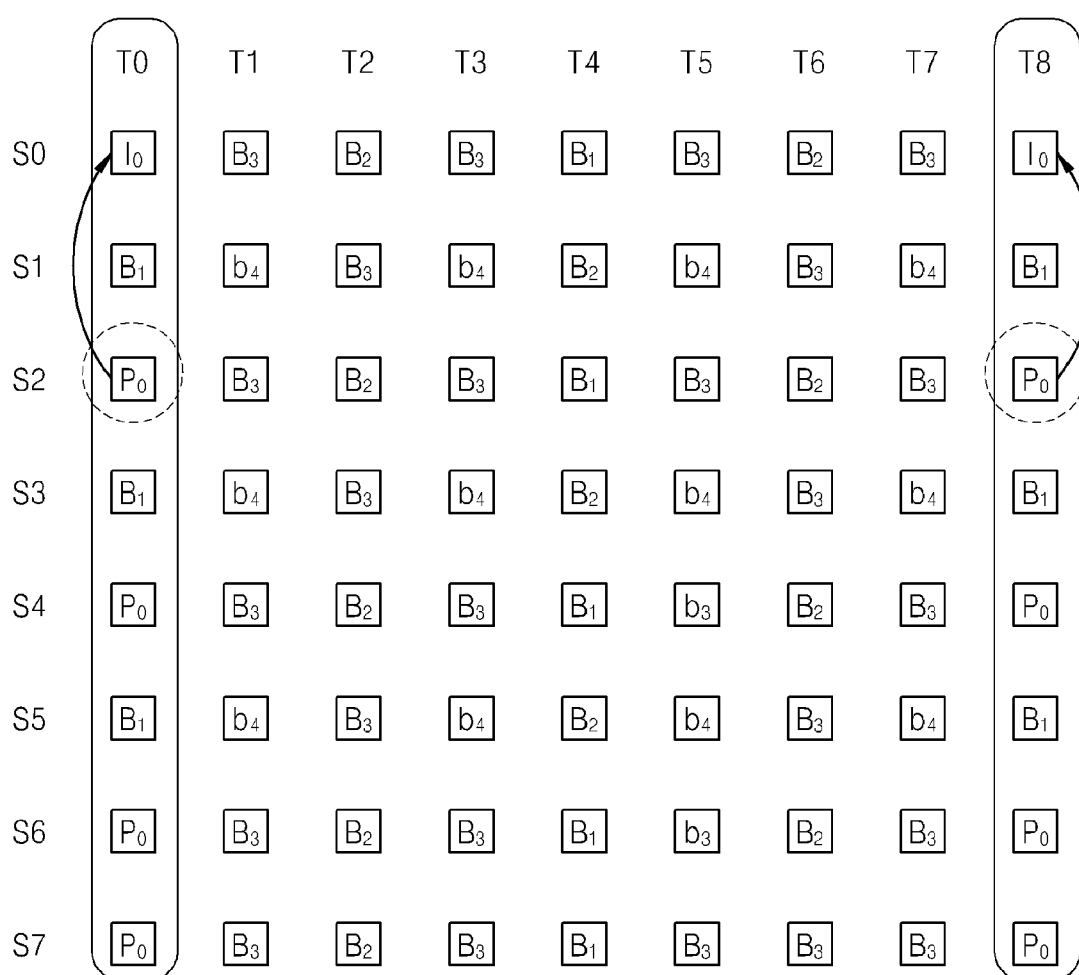 T0 T1 T2 T3 T4 T5 T6 T7 T8
S0 I₀ B₃ B₂ B₃ B₁ B₃ B₂ B₃ I₀
S1 B₁ b₄ B₃ b₄ B₂ b₄ B₃ b₄ B₁
S2 P₀ B₃ B₂ B₃ B₁ B₃ B₂ B₃ P₀
S3 B₁ b₄ B₃ b₄ B₂ b₄ B₃ b₄ B₁
S4 P₀ B₃ B₂ B₃ B₁ b₃ B₂ B₃ P₀
S5 B₁ b₄ B₃ b₄ B₂ b₄ B₃ b₄ B₁
S6 P₀ B₃ B₂ B₃ B₁ b₃ B₂ B₃ P₀
S7 P₀ B₃ B₂ B₃ B₁ B₃ B₂ B₃ P₀